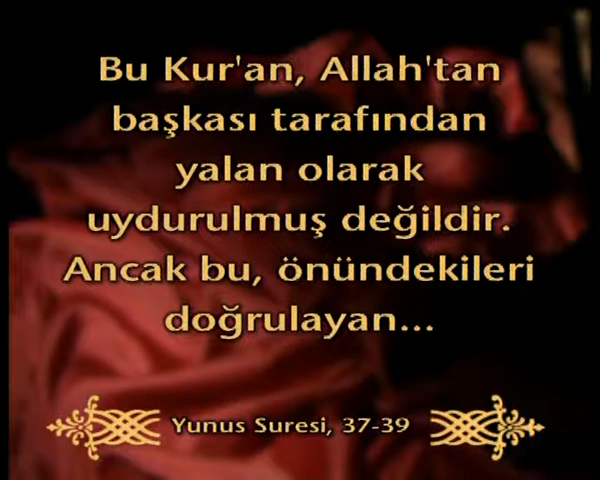 Bu Kur'an, Allah'tan
başkası tarafından
yalan olarak
uydurulmuş değildir.
Ancak bu, önündekileri
doğrulayan...
Yunus Suresi, 37-39